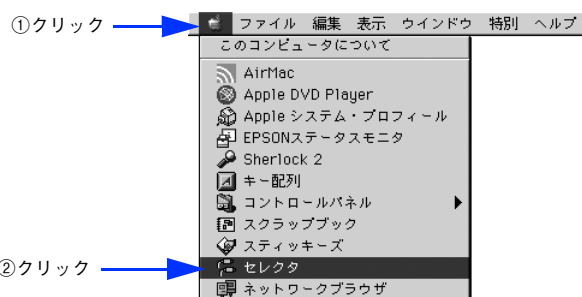 ①クリック
ファイル 編集 表示 ウインドウ 特別 ヘルプ
このコンピュータについて
AirMac
Apple DVD Player
Apple システム・プロフィール
EPSONステータスモニタ
Sherlock 2
キー配列
コントロールパネル
スクラップブック
スティッキーズ
②クリック
セレクタ
ネットワークブラウザ